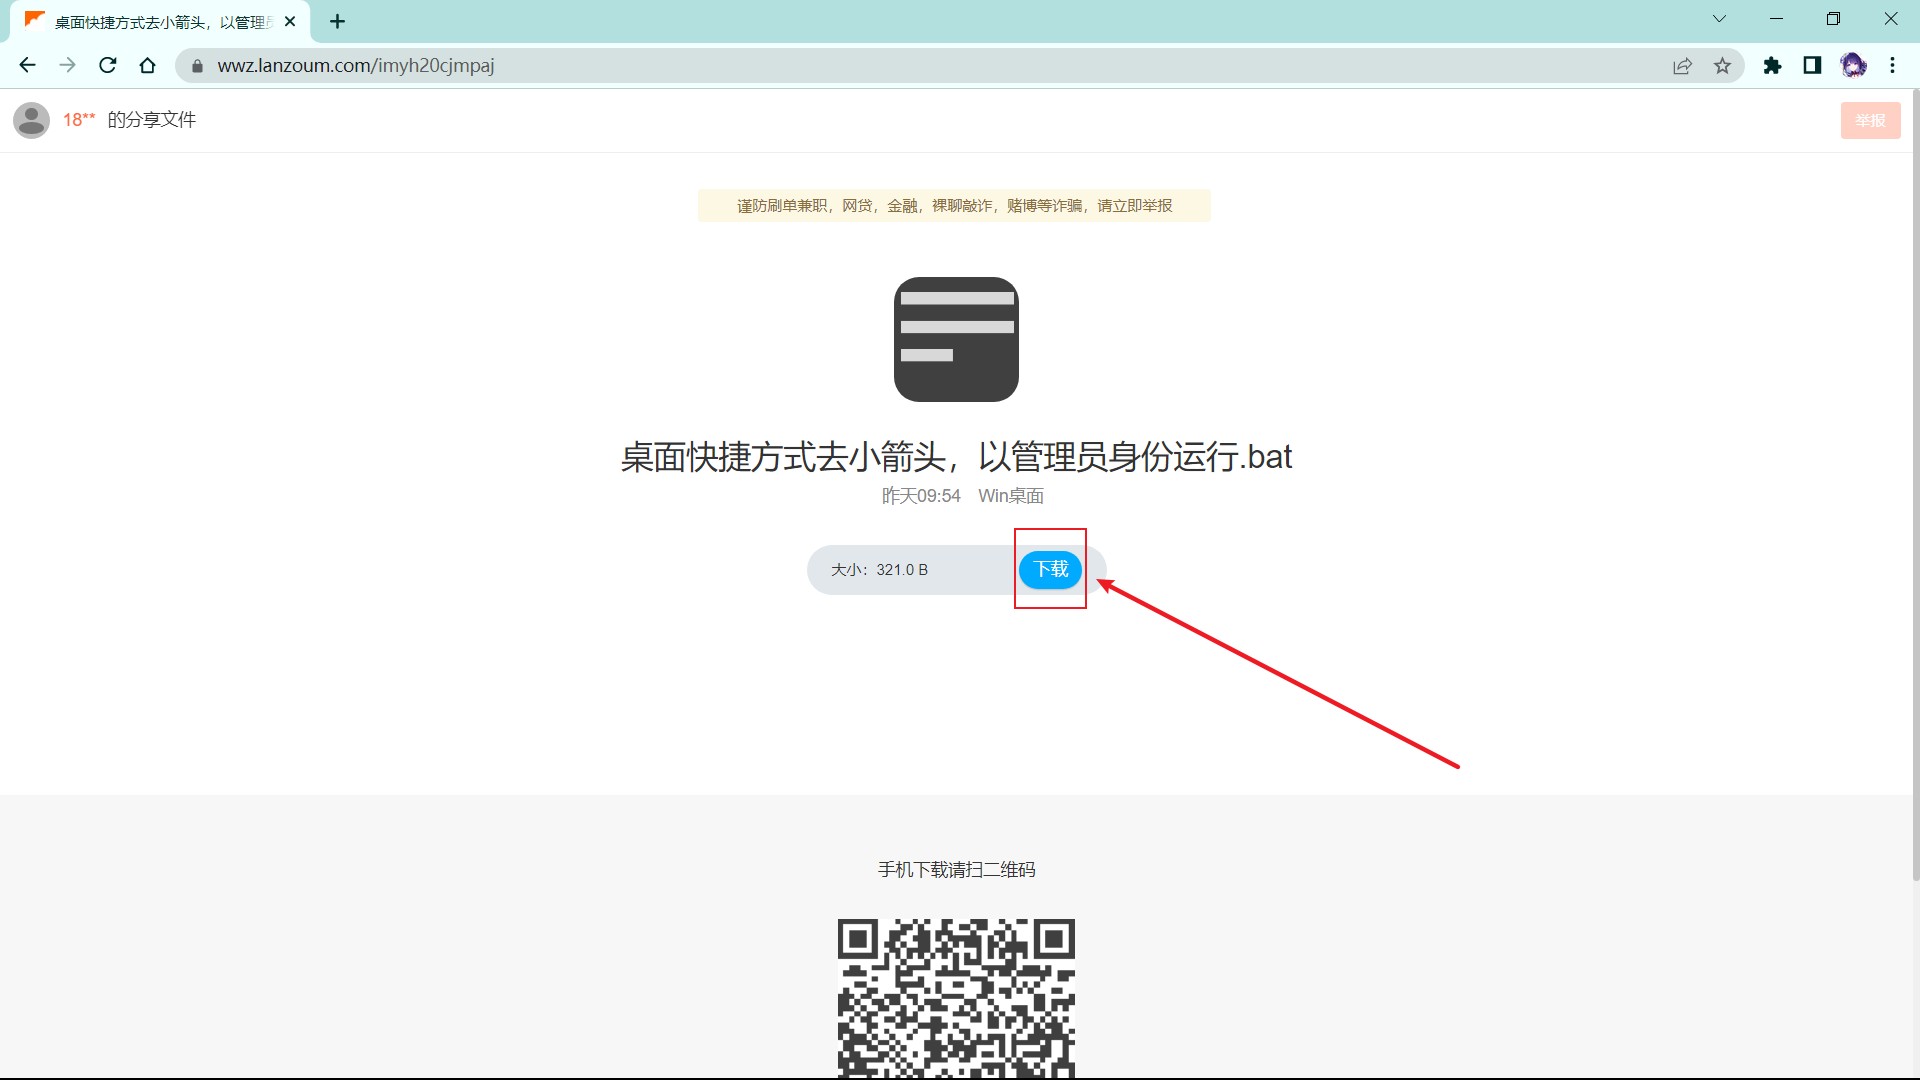 桌面快捷方式去小箭头，以管理员
wwz.lanzoum.com/imyh20cjmpaj
18** 的分享文件
举报
谨防刷单兼职，网贷，金融，裸聊敲诈，赌博等诈骗，请立即举报
桌面快捷方式去小箭头，以管理员身份运行.bat
昨天09:54 Win桌面
大小：321.0 B
下载
手机下载请扫二维码